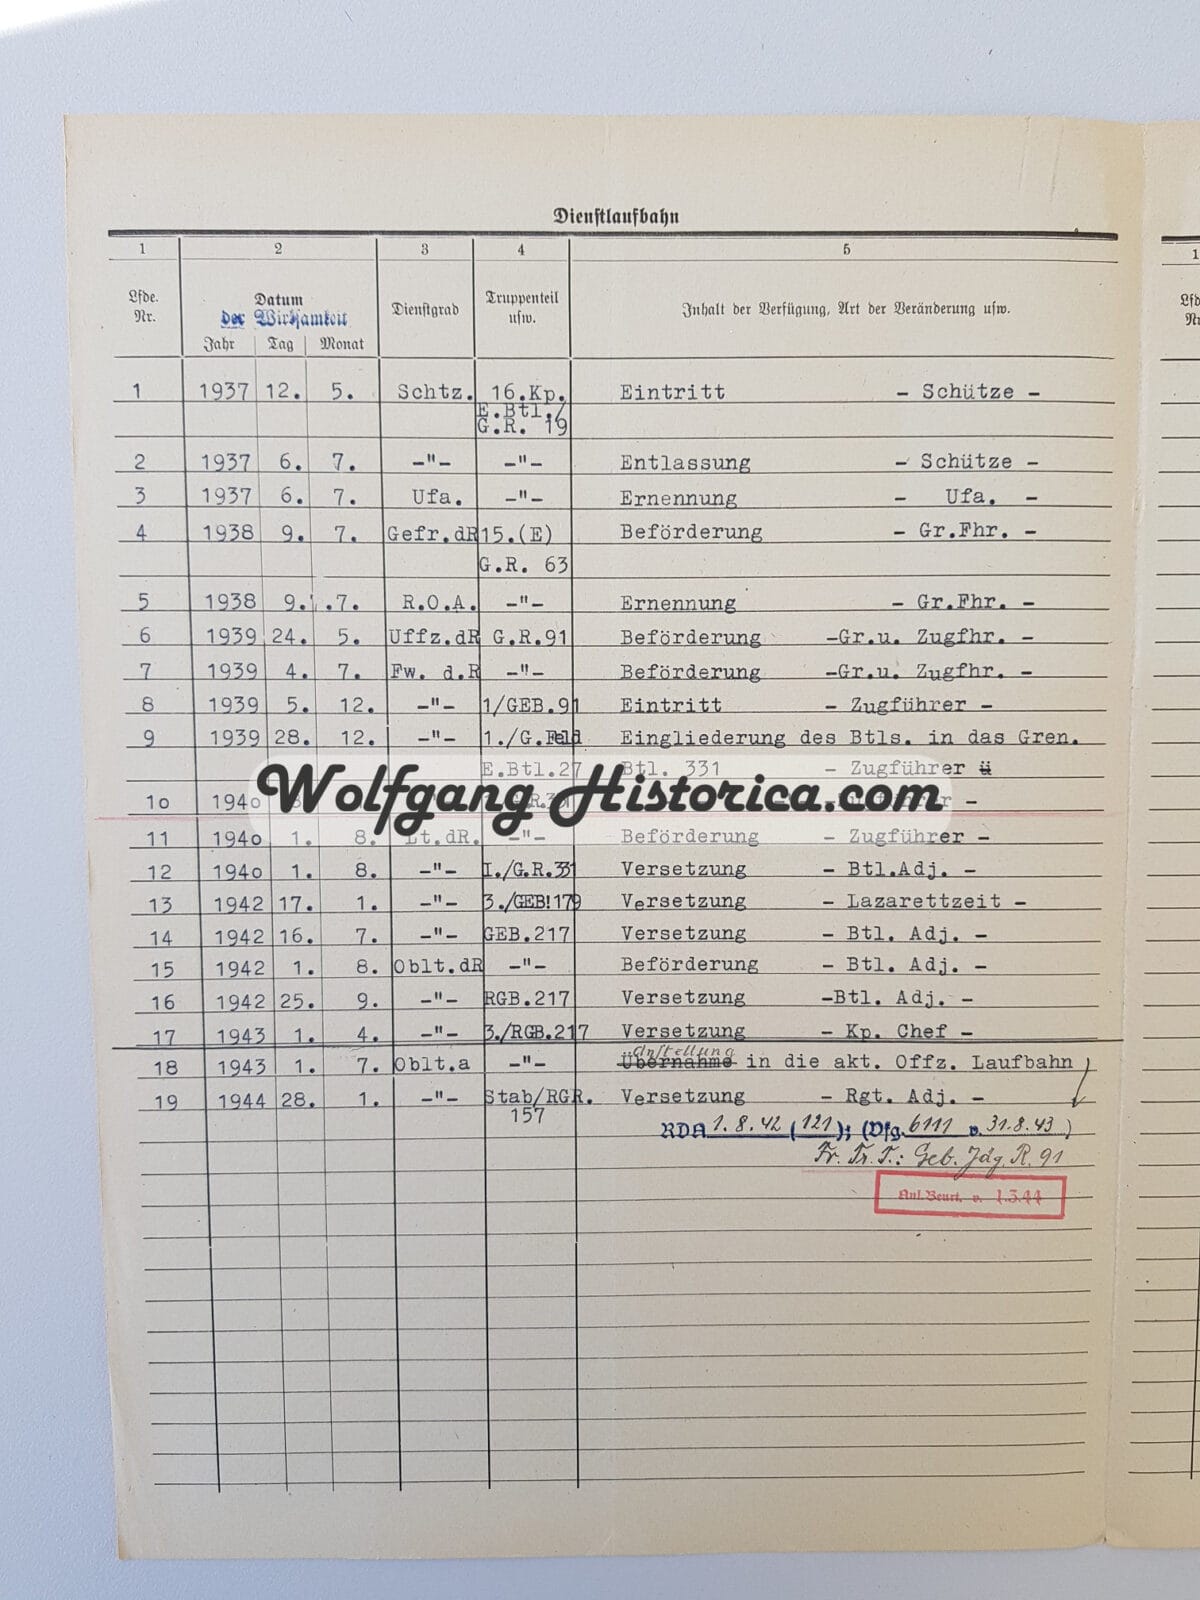 Dienstlaufbahn
1 2 3 4 5
Lfde. Nr. Datum der Wirksamkeit Jahr Tag Monat Dienstgrad Truppenteil usw. Inhalt der Verfügung, Art der Veränderung usw.
1 1937 12. 5. Schtz. 16.Kp. Eintritt - Schütze -
E.Btl./
G.R. 19
2 1937 6. 7. -"- -"- Entlassung - Schütze -
3 1937 6. 7. Ufa. -"- Ernennung - Ufa. -
4 1938 9. 7. Gefr.dR 15.(E) Beförderung - Gr.Fhr. -
G.R. 63
5 1938 9. .7. R.O.A. -"- Ernennung - Gr.Fhr. -
6 1939 24. 5. Uffz.dR G.R.91 Beförderung -Gr.u. Zugfhr. -
7 1939 4. 7. Fw. d.R -"- Beförderung -Gr.u. Zugfhr. -
8 1939 5. 12. -"- 1/GEB.91 Eintritt - Zugführer -
9 1939 28. 12. -"- 1./G.Feld Eingliederung des Btls. in das Gren.
E.Btl.27 Btl. 331 - Zugführer ü
Wolfgang Historica.com
1o 194o -
11 194o 1. 8. Lt.dR. -"- Beförderung - Zugführer -
12 194o 1. 8. -"- I./G.R.331 Versetzung - Btl.Adj. -
13 1942 17. 1. -"- 3./GEB!179 Versetzung - Lazarettzeit -
14 1942 16. 7. -"- GEB.217 Versetzung - Btl. Adj. -
15 1942 1. 8. Oblt.dR -"- Beförderung - Btl. Adj. -
16 1942 25. 9. -"- RGB.217 Versetzung -Btl. Adj. -
17 1943 1. 4. -"- 3./RGB.217 Versetzung - Kp. Chef -
Anstellung
18 1943 1. 7. Oblt.a -"- Übernahme in die akt. Offz. Laufbahn
19 1944 28. 1. -"- Stab/RGR. Versetzung - Rgt. Adj. -
157
RDA 1.8.42 (121); (Vfg. 6111 v. 31.8.43)
Fr. Tr. T.: Geb. Jäg. R. 91
Anl. Beurt. v. 1.3.44
1
Lfd
Nr